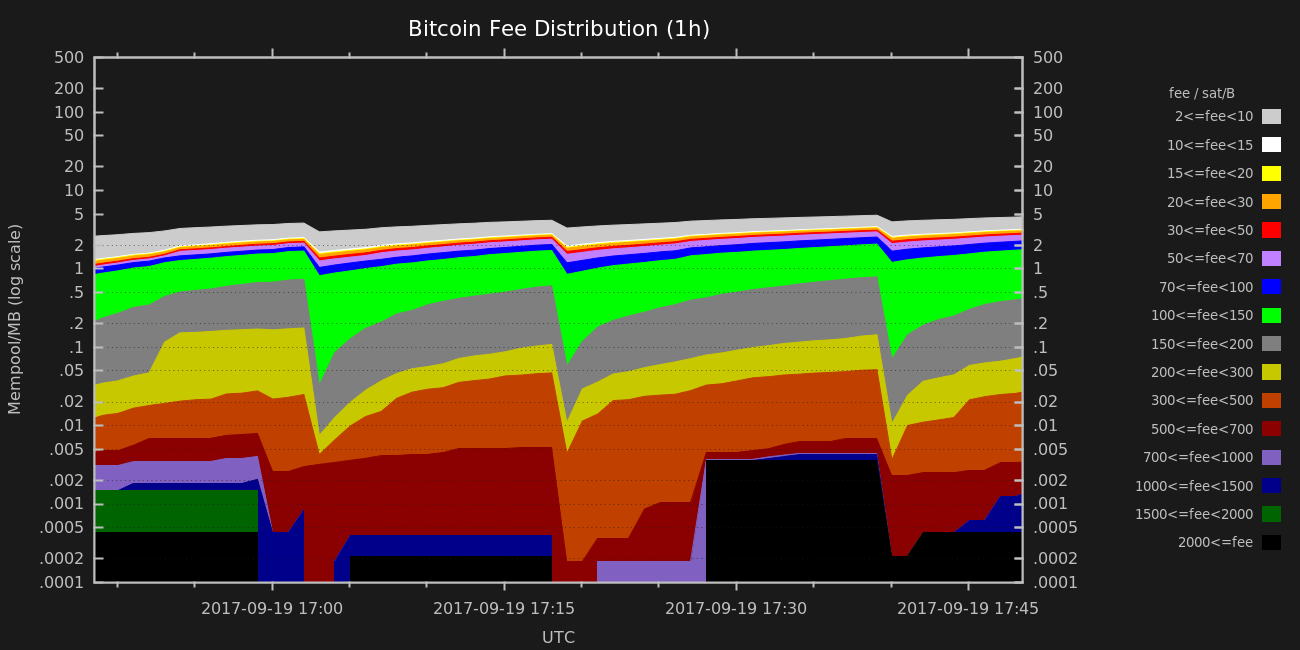 Bitcoin Fee Distribution (1h)
Mempool/MB (log scale)
500
200
100
50
20
10
5
2
1
.5
.2
.1
.05
.02
.01
.005
.002
.001
.0005
.0002
.0001
500
200
100
50
20
10
5
2
1
.5
.2
.1
.05
.02
.01
.005
.002
.001
.0005
.0002
.0001
2017-09-19 17:00 2017-09-19 17:15 2017-09-19 17:30 2017-09-19 17:45
UTC
fee / sat/B
2<=fee<10
10<=fee<15
15<=fee<20
20<=fee<30
30<=fee<50
50<=fee<70
70<=fee<100
100<=fee<150
150<=fee<200
200<=fee<300
300<=fee<500
500<=fee<700
700<=fee<1000
1000<=fee<1500
1500<=fee<2000
2000<=fee